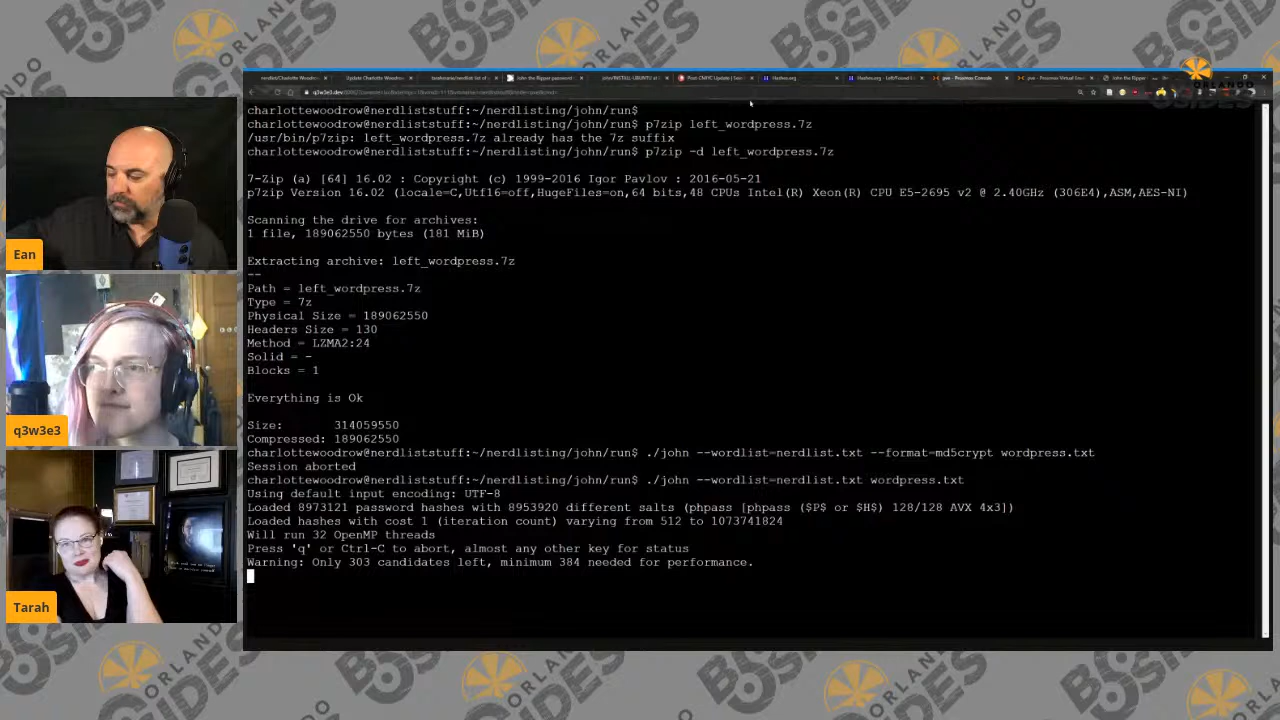 Ean
q3w3e3
Tarah
charlottewoodrow@nerdliststuff:~/nerdlisting/john/run$
charlottewoodrow@nerdliststuff:~/nerdlisting/john/run$ p7zip left_wordpress.7z
/usr/bin/p7zip: left_wordpress.7z already has the 7z suffix
charlottewoodrow@nerdliststuff:~/nerdlisting/john/run$ p7zip -d left_wordpress.7z
7-Zip (a) [64] 16.02 : Copyright (c) 1999-2016 Igor Pavlov : 2016-05-21
p7zip Version 16.02 (locale=C,Utf16=off,HugeFiles=on,64 bits,48 CPUs Intel(R) Xeon(R) CPU E5-2695 v2 @ 2.40GHz (306E4),ASM,AES-NI)
Scanning the drive for archives:
1 file, 189062550 bytes (181 MiB)
Extracting archive: left_wordpress.7z
--
Path = left_wordpress.7z
Type = 7z
Physical Size = 189062550
Headers Size = 130
Method = LZMA2:24
Solid = -
Blocks = 1
Everything is Ok
Size: 314059550
Compressed: 189062550
charlottewoodrow@nerdliststuff:~/nerdlisting/john/run$ ./john --wordlist=nerdlist.txt --format=md5crypt wordpress.txt
Session aborted
charlottewoodrow@nerdliststuff:~/nerdlisting/john/run$ ./john --wordlist=nerdlist.txt wordpress.txt
Using default input encoding: UTF-8
Loaded 8973121 password hashes with 8953920 different salts (phpass [phpass ($P$ or $H$) 128/128 AVX 4x3])
Loaded hashes with cost 1 (iteration count) varying from 512 to 1073741824
Will run 32 OpenMP threads
Press 'q' or Ctrl-C to abort, almost any other key for status
Warning: Only 303 candidates left, minimum 384 needed for performance.